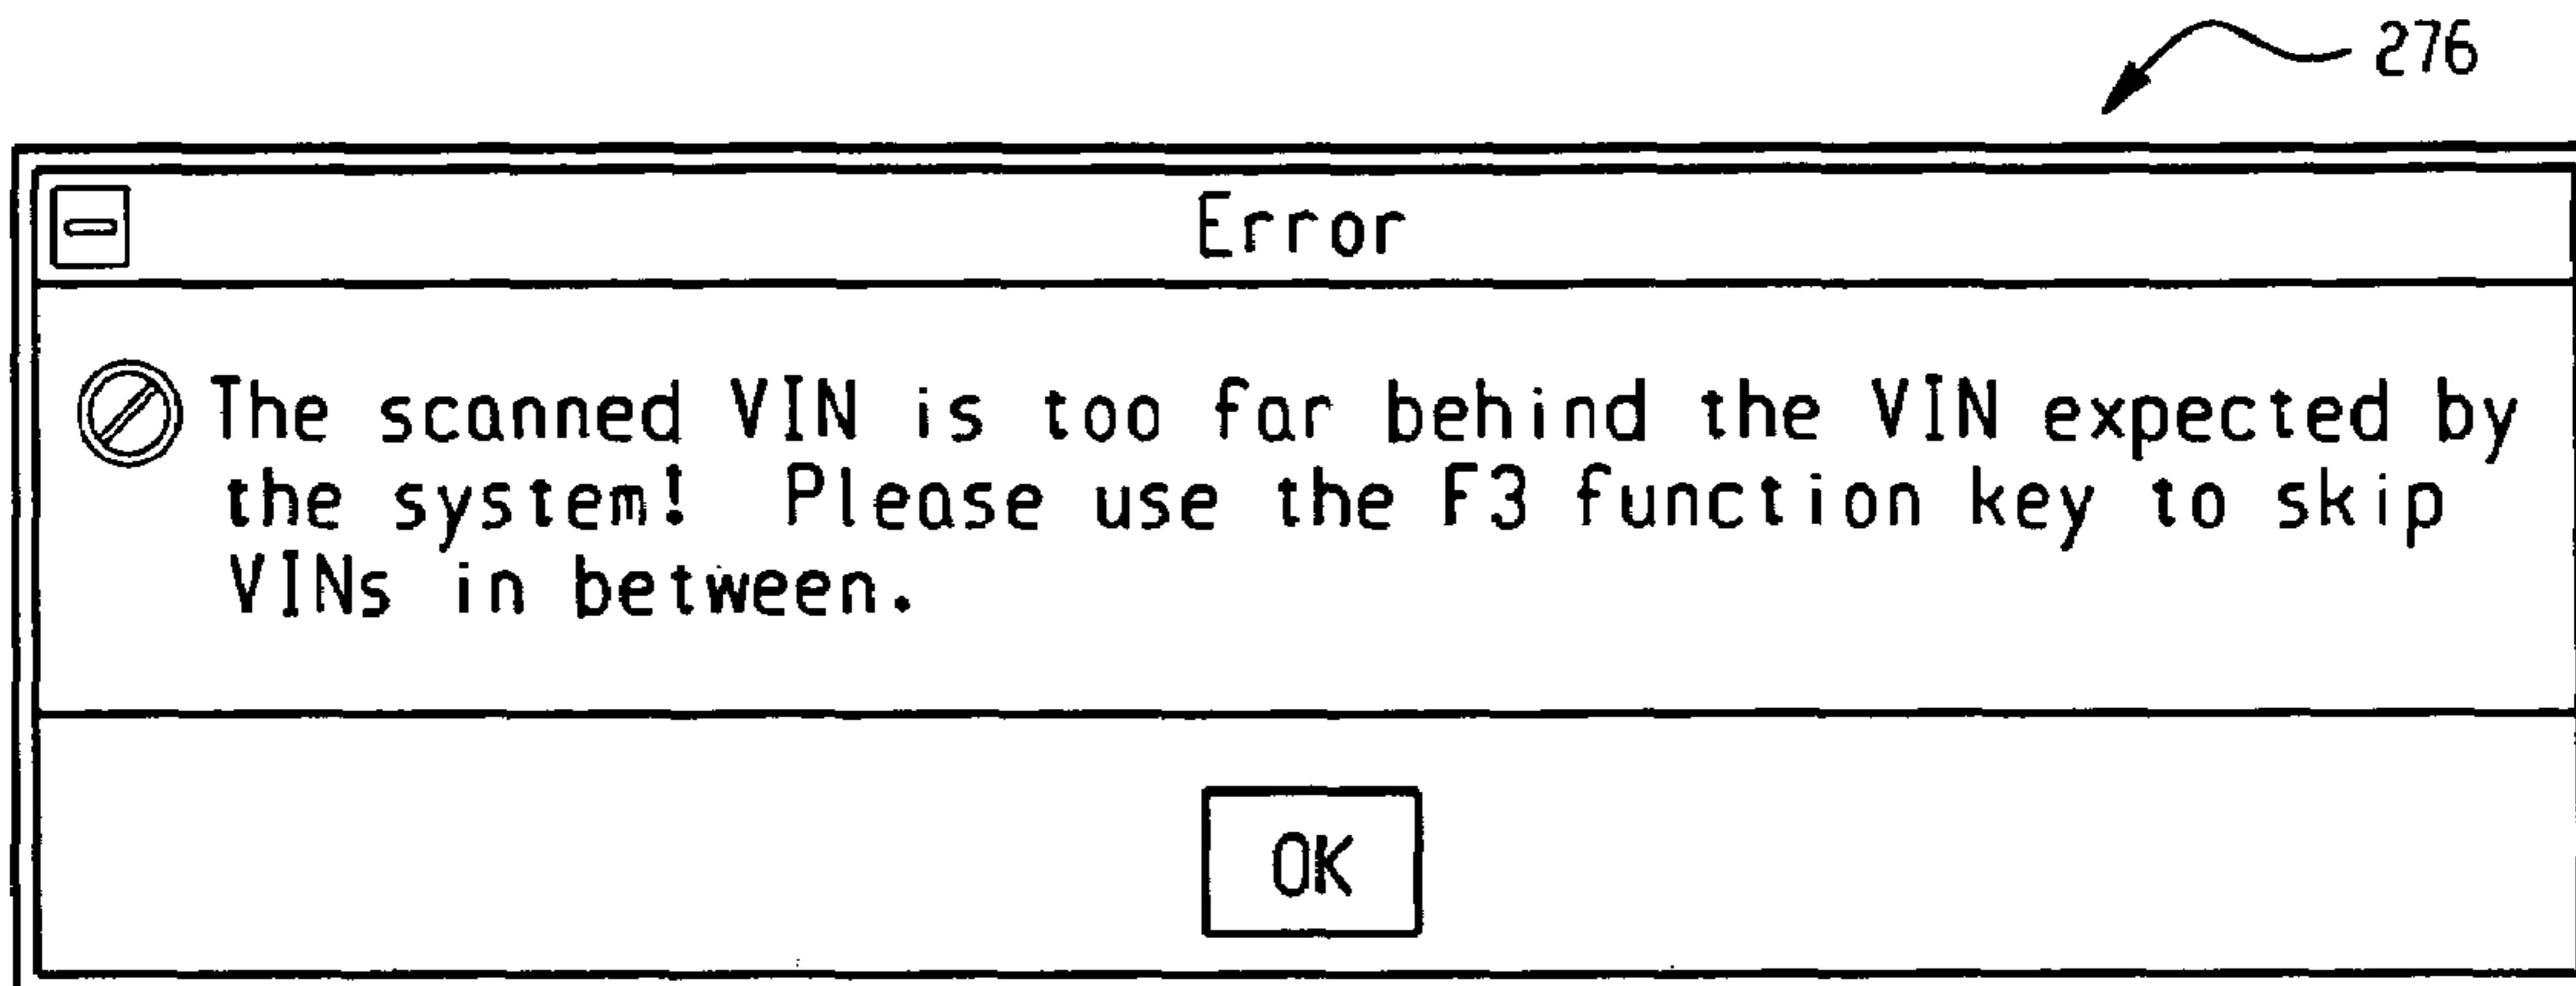 276
Error
The scanned VIN is too far behind the VIN expected by
the system! Please use the F3 function key to skip
VINs in between.
OK